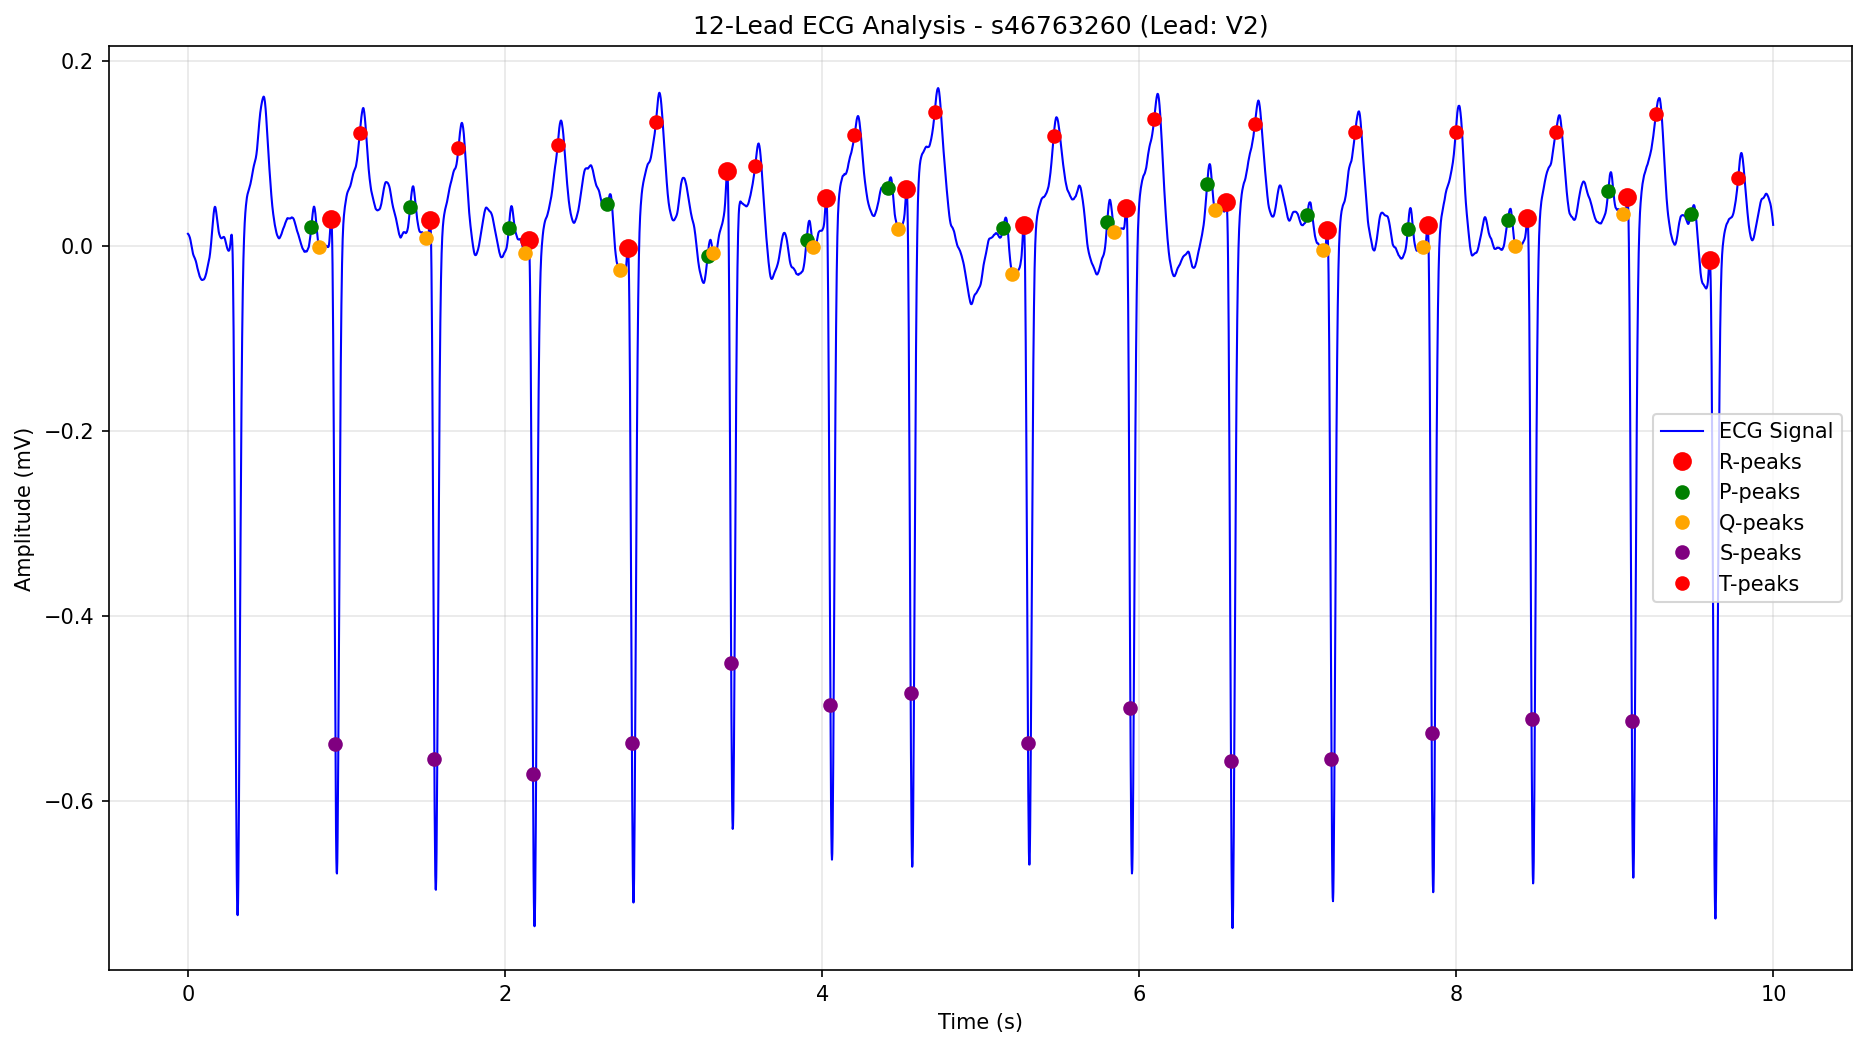 12-Lead ECG Analysis - s46763260 (Lead: V2)
Amplitude (mV)
0.2
0.0
−0.2
−0.4
−0.6
ECG Signal
R-peaks
P-peaks
Q-peaks
S-peaks
T-peaks
0 2 4 6 8 10
Time (s)